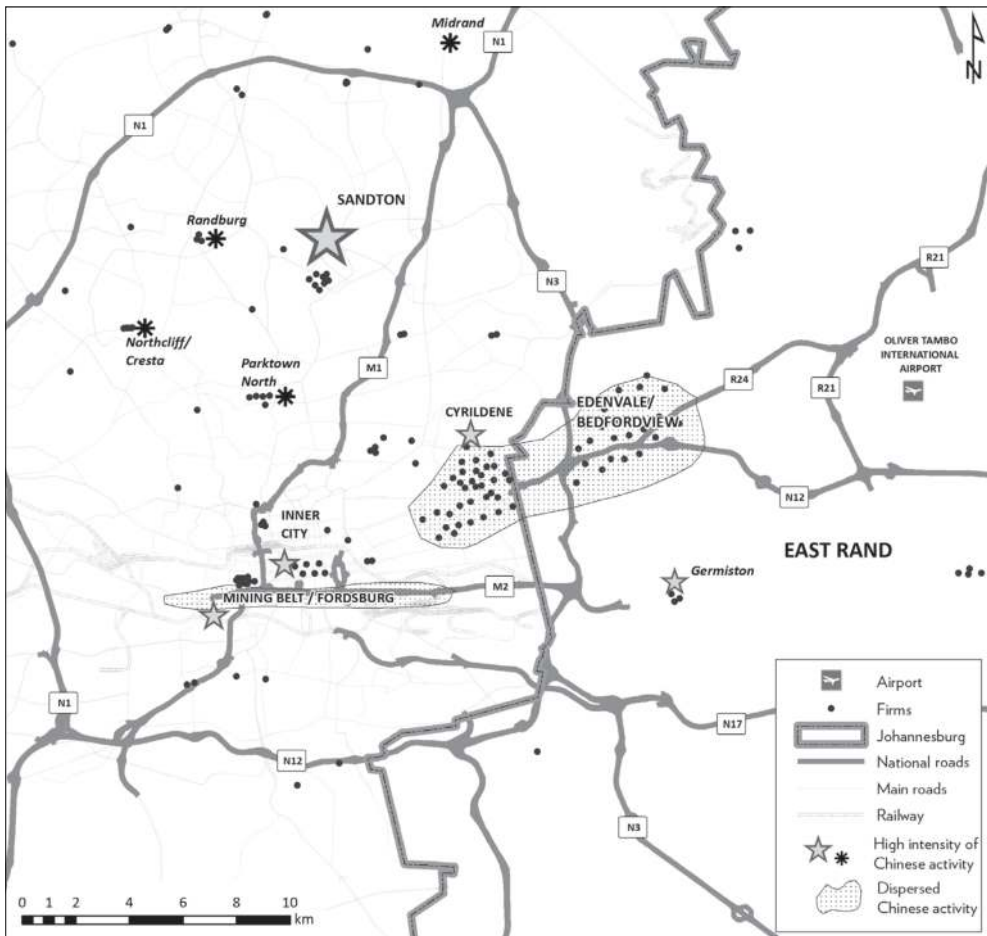 Midrand
N1
N
N1
SANDTON
Randburg
R21
N3
Northcliff/
Cresta
Parktown
North
M1
OLIVER TAMBO
INTERNATIONAL
AIRPORT
R24
R21
CYRILDENE
EDENVALE/
BEDFORDVIEW
N12
INNER
CITY
EAST RAND
Germiston
M2
MINING BELT / FORDSBURG
N1
N17
N12
N3
Airport
Firms
Johannesburg
National roads
Main roads
Railway
High intensity of
Chinese activity
Dispersed
Chinese activity
0 1 2 4 6 8 10
km